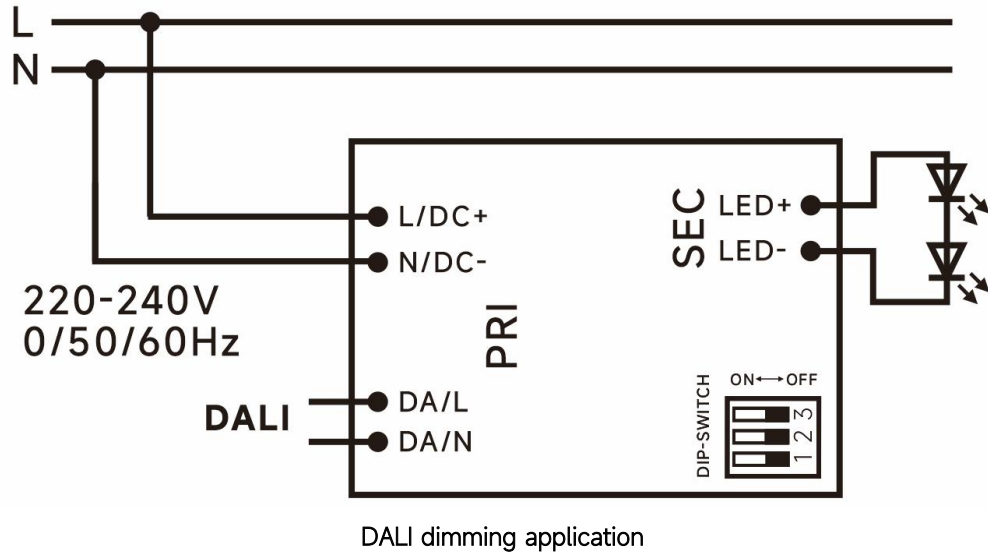 L
N
L/DC+
N/DC-
220-240V
0/50/60Hz
PRI
SEC
LED+
LED-
DALI
DA/L
DA/N
DIP-SWITCH
ON↔OFF
3
2
1
DALI dimming application